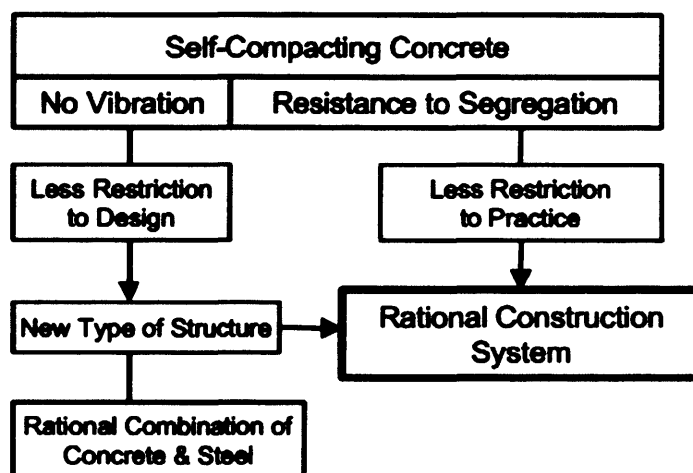 Self-Compacting Concrete
No Vibration
Resistance to Segregation
Less Restriction
to Design
Less Restriction
to Practice
New Type of Structure
Rational Construction
System
Rational Combination of
Concrete & Steel